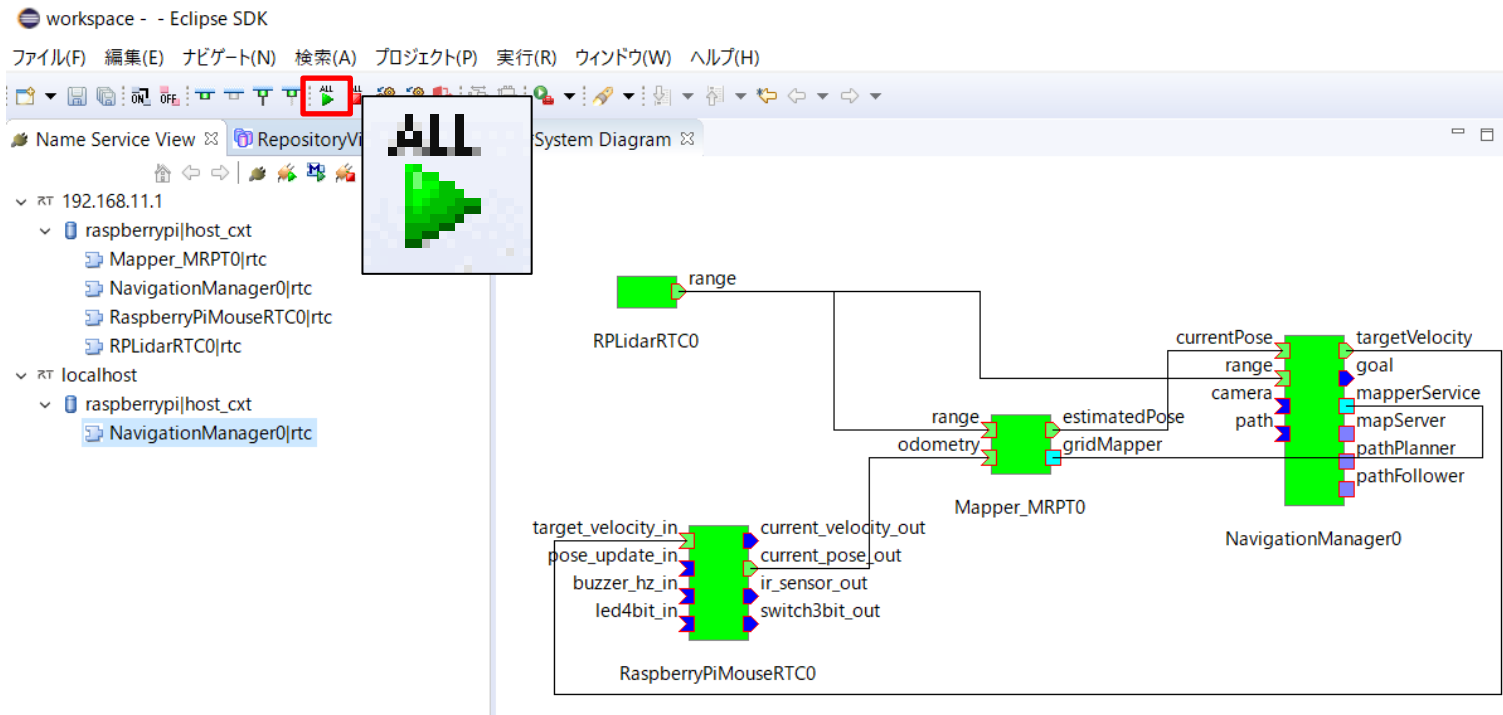 workspace - - Eclipse SDK
ファイル(F) 編集(E) ナビゲート(N) 検索(A) プロジェクト(P) 実行(R) ウィンドウ(W) ヘルプ(H)
ON OFF ALL
ALL
Name Service View
RepositoryVi
System Diagram
192.168.11.1
raspberrypi|host_cxt
Mapper_MRPT0|rtc
NavigationManager0|rtc
RaspberryPiMouseRTC0|rtc
RPLidarRTC0|rtc
localhost
raspberrypi|host_cxt
NavigationManager0|rtc
range
RPLidarRTC0
currentPose
range
camera
path
targetVelocity
goal
mapperService
mapServer
pathPlanner
pathFollower
NavigationManager0
range
odometry
estimatedPose
gridMapper
Mapper_MRPT0
target_velocity_in
pose_update_in
buzzer_hz_in
led4bit_in
current_velocity_out
current_pose_out
ir_sensor_out
switch3bit_out
RaspberryPiMouseRTC0